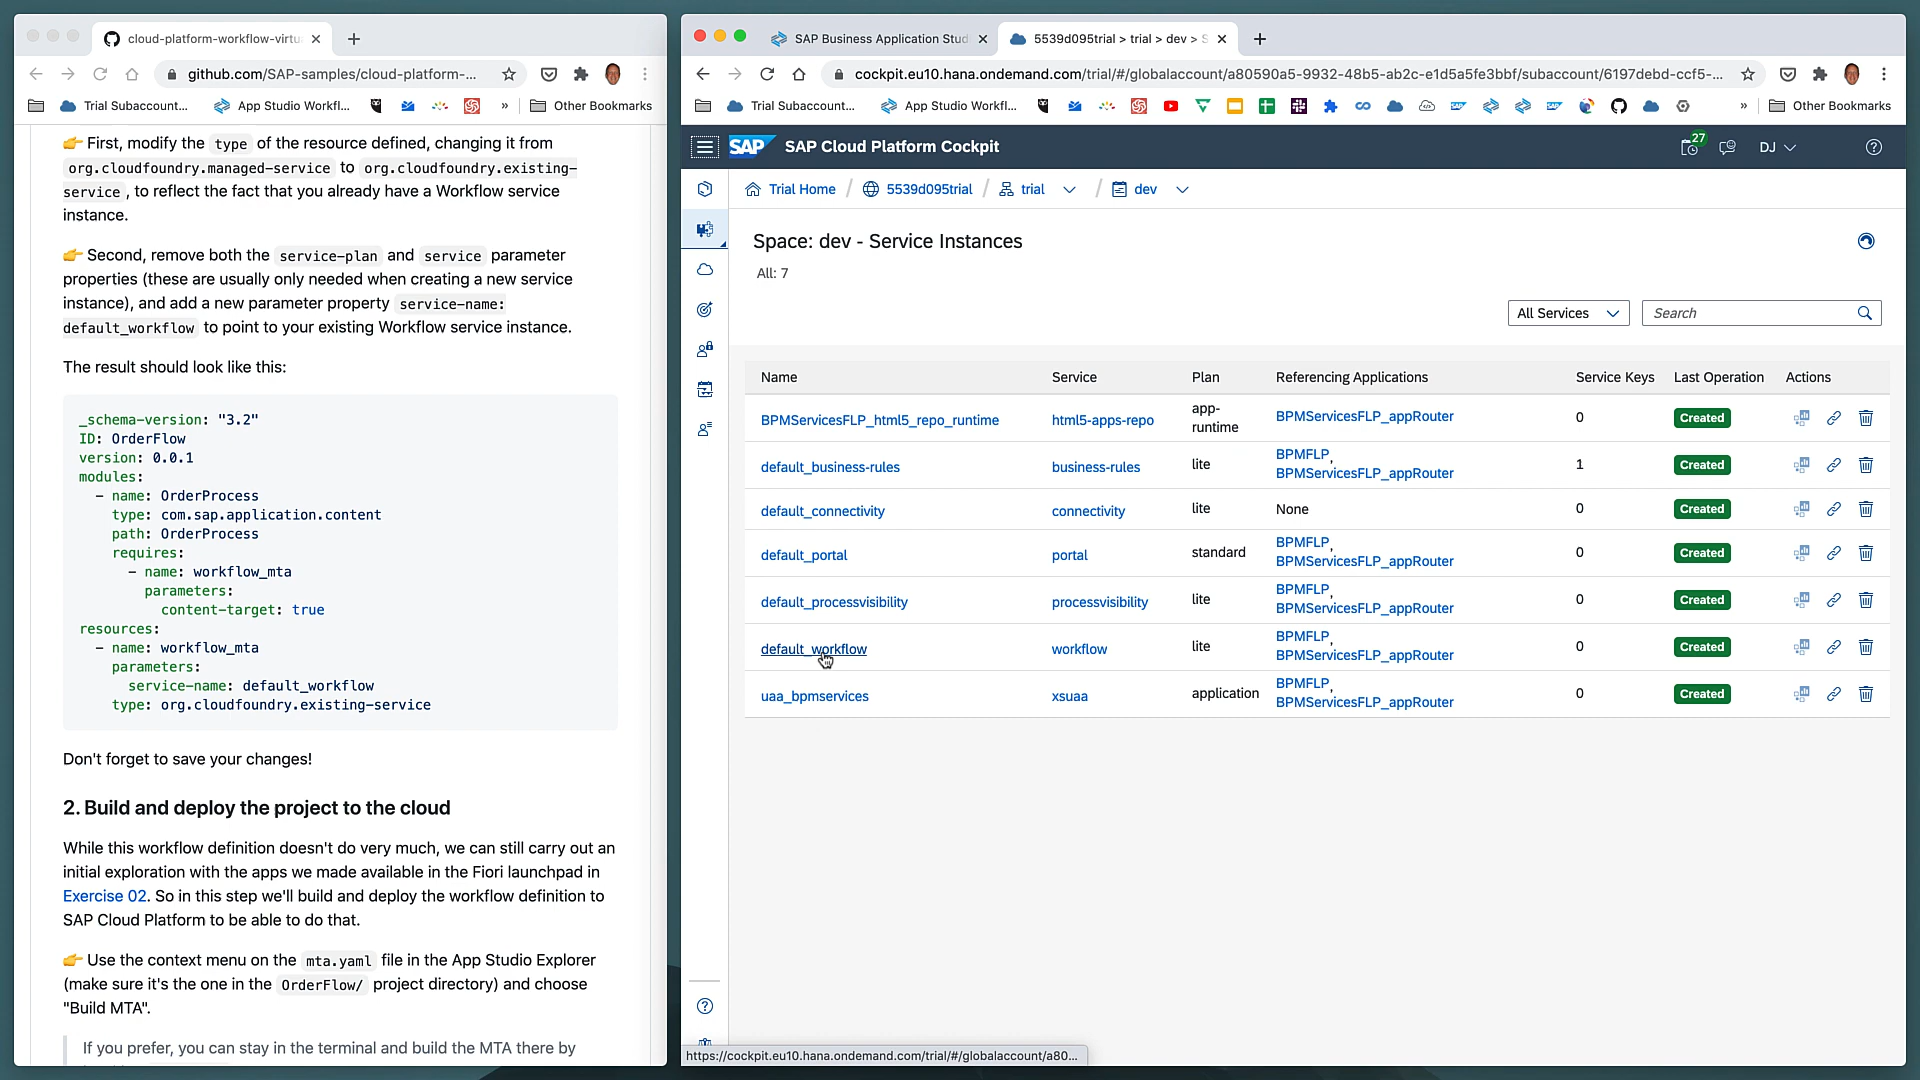 cloud-platform-workflow-virtu
github.com/SAP-samples/cloud-platform-...
Trial Subaccount...
App Studio Workfl...
»
Other Bookmarks
👉 First, modify the type of the resource defined, changing it from
org.cloudfoundry.managed-service to org.cloudfoundry.existing-
service , to reflect the fact that you already have a Workflow service
instance.
👉 Second, remove both the service-plan and service parameter
properties (these are usually only needed when creating a new service
instance), and add a new parameter property service-name:
default_workflow to point to your existing Workflow service instance.
The result should look like this:
_schema-version: "3.2"
ID: OrderFlow
version: 0.0.1
modules:
- name: OrderProcess
type: com.sap.application.content
path: OrderProcess
requires:
- name: workflow_mta
parameters:
content-target: true
resources:
- name: workflow_mta
parameters:
service-name: default_workflow
type: org.cloudfoundry.existing-service
Don't forget to save your changes!
2. Build and deploy the project to the cloud
While this workflow definition doesn't do very much, we can still carry out an
initial exploration with the apps we made available in the Fiori launchpad in
Exercise 02. So in this step we'll build and deploy the workflow definition to
SAP Cloud Platform to be able to do that.
👉 Use the context menu on the mta.yaml file in the App Studio Explorer
(make sure it's the one in the OrderFlow/ project directory) and choose
"Build MTA".
If you prefer, you can stay in the terminal and build the MTA there by
SAP Business Application Stud
5539d095trial > trial > dev > S
cockpit.eu10.hana.ondemand.com/trial/#/globalaccount/a80590a5-9932-48b5-ab2c-e1d5a5fe3bbf/subaccount/6197debd-ccf5-...
Trial Subaccount...
App Studio Workfl...
»
Other Bookmarks
SAP
SAP Cloud Platform Cockpit
27
DJ
Trial Home / 5539d095trial / trial / dev
Space: dev - Service Instances
All: 7
All Services
Search
Name Service Plan Referencing Applications Service Keys Last Operation Actions
BPMServicesFLP_html5_repo_runtime html5-apps-repo app-runtime BPMServicesFLP_appRouter 0 Created
default_business-rules business-rules lite BPMFLP, BPMServicesFLP_appRouter 1 Created
default_connectivity connectivity lite None 0 Created
default_portal portal standard BPMFLP, BPMServicesFLP_appRouter 0 Created
default_processvisibility processvisibility lite BPMFLP, BPMServicesFLP_appRouter 0 Created
default_workflow workflow lite BPMFLP, BPMServicesFLP_appRouter 0 Created
uaa_bpmservices xsuaa application BPMFLP, BPMServicesFLP_appRouter 0 Created
https://cockpit.eu10.hana.ondemand.com/trial/#/globalaccount/a80...